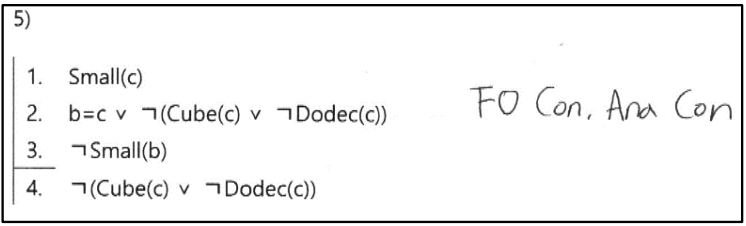 5)
1. Small(c)
2. b=c ∨ ¬(Cube(c) ∨ ¬Dodec(c))
FO Con, Ana Con
3. ¬Small(b)
4. ¬(Cube(c) ∨ ¬Dodec(c))